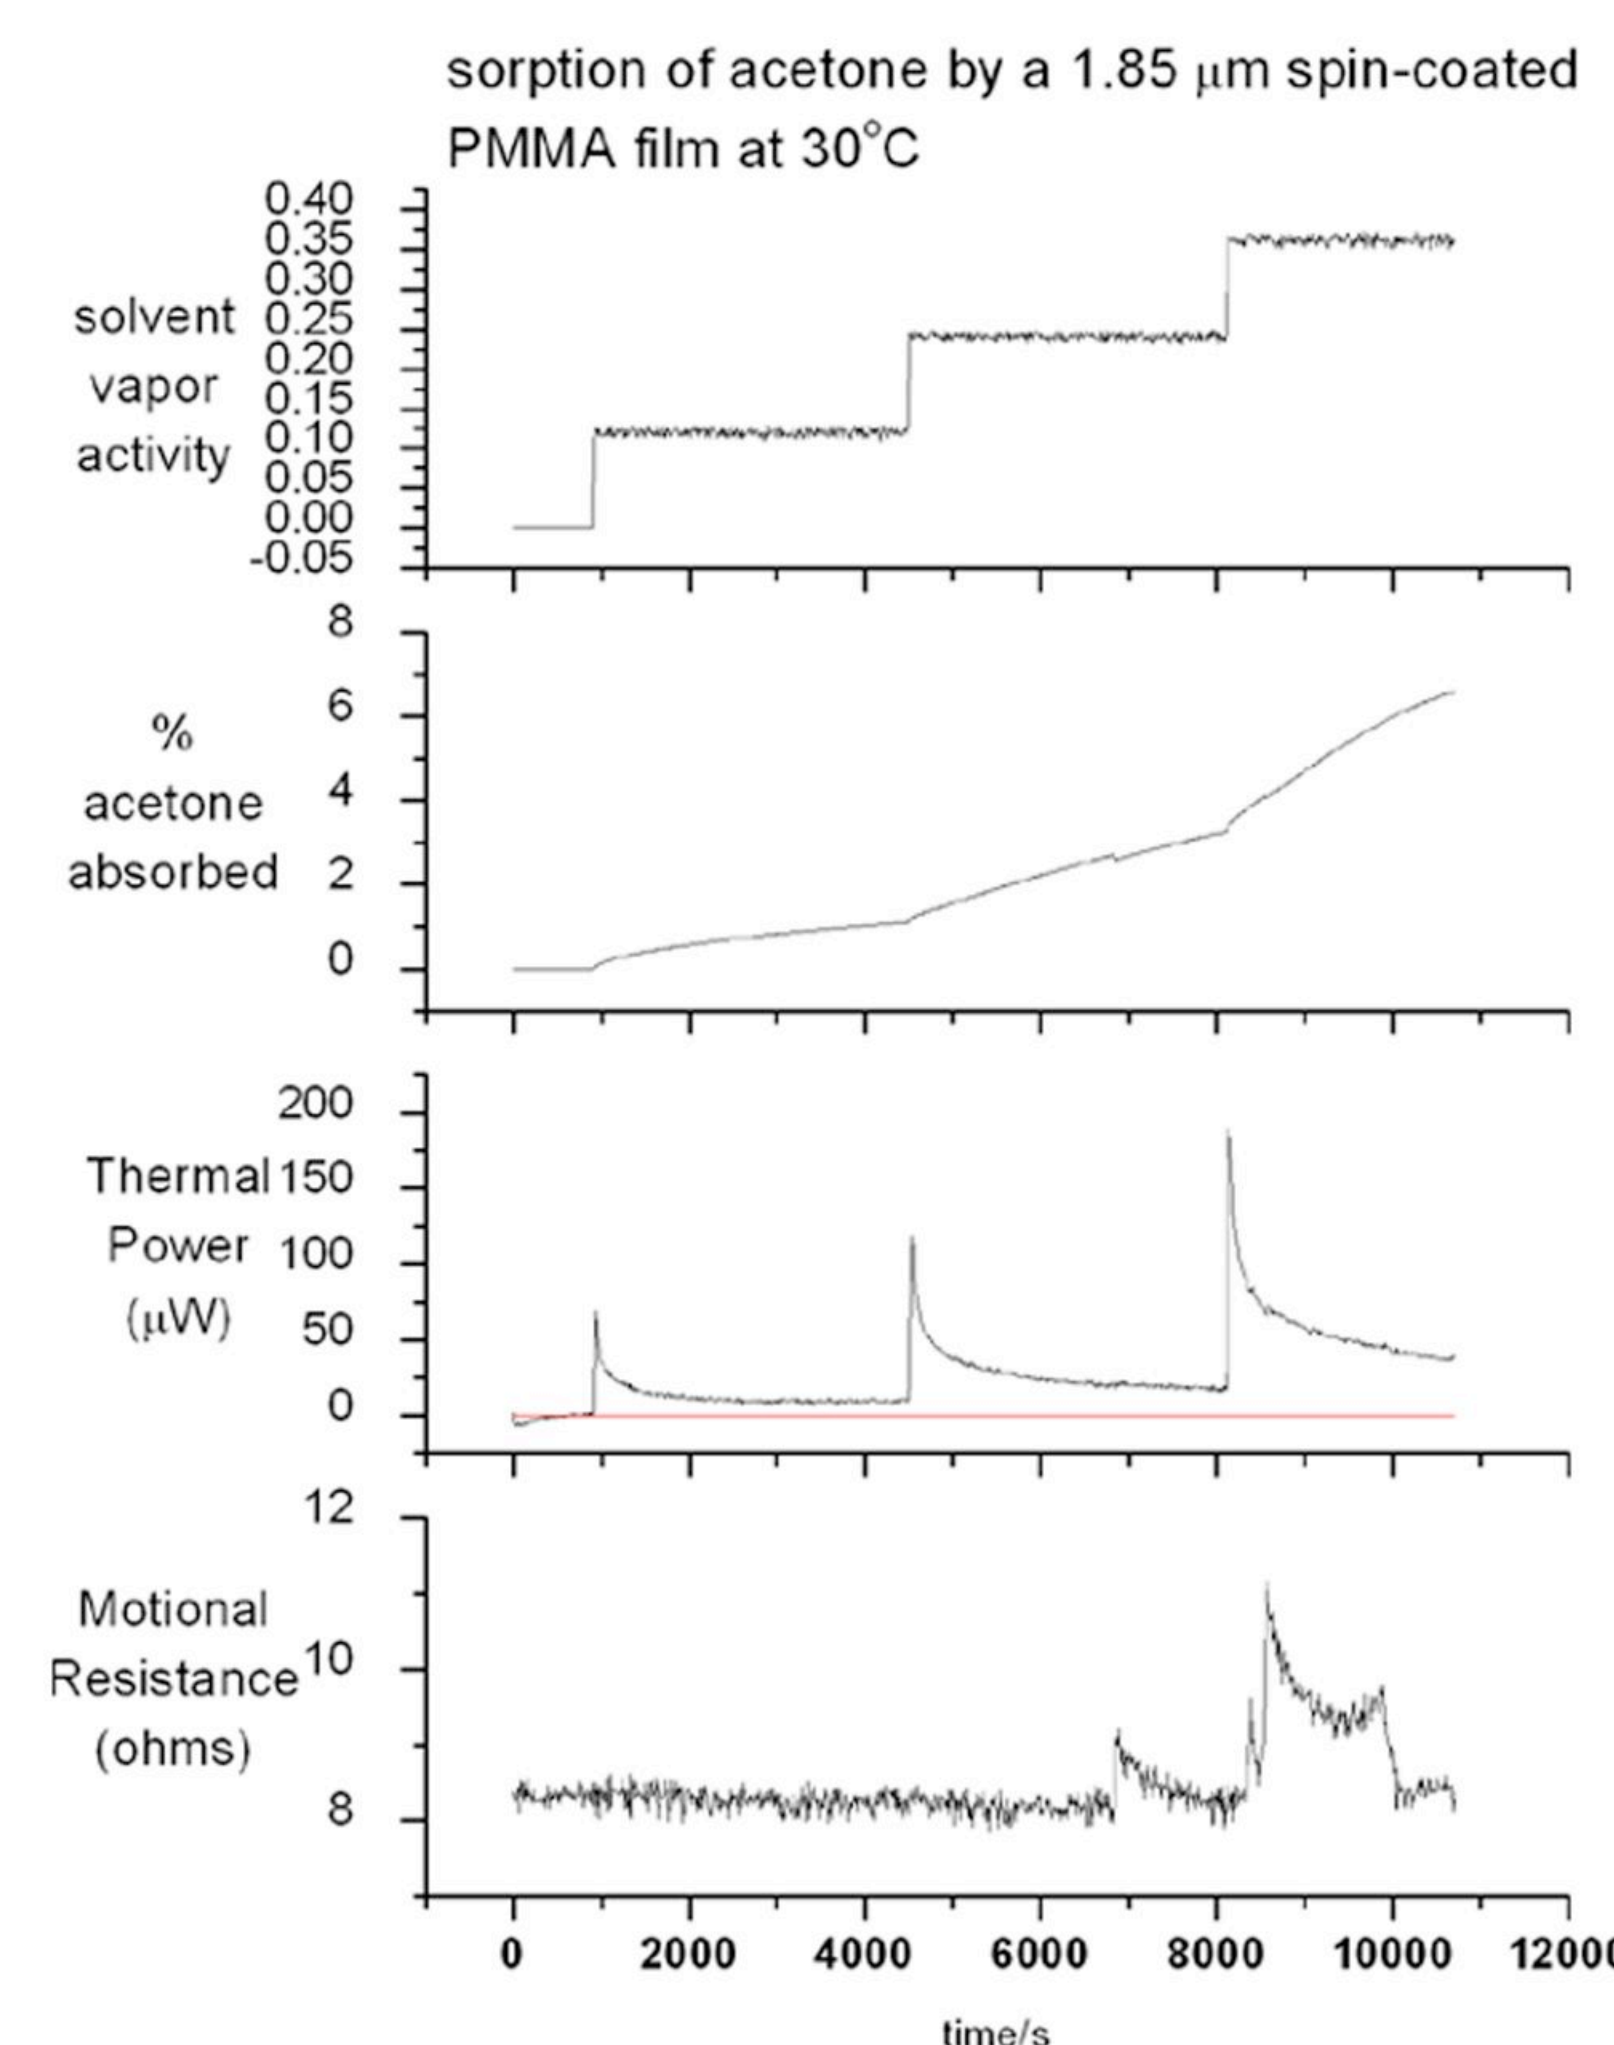 sorption of acetone by a 1.85 μm spin-coated
PMMA film at 30°C
0.40
0.35
0.30
solvent 0.25
0.20
vapor
0.15
activity 0.10
0.05
0.00
-0.05
8
6
%
acetone 4
absorbed 2
0
200
Thermal 150
Power 100
(μW) 50
0
12
Motional
Resistance 10
(ohms)
8
0 2000 4000 6000 8000 10000 1200
time/s